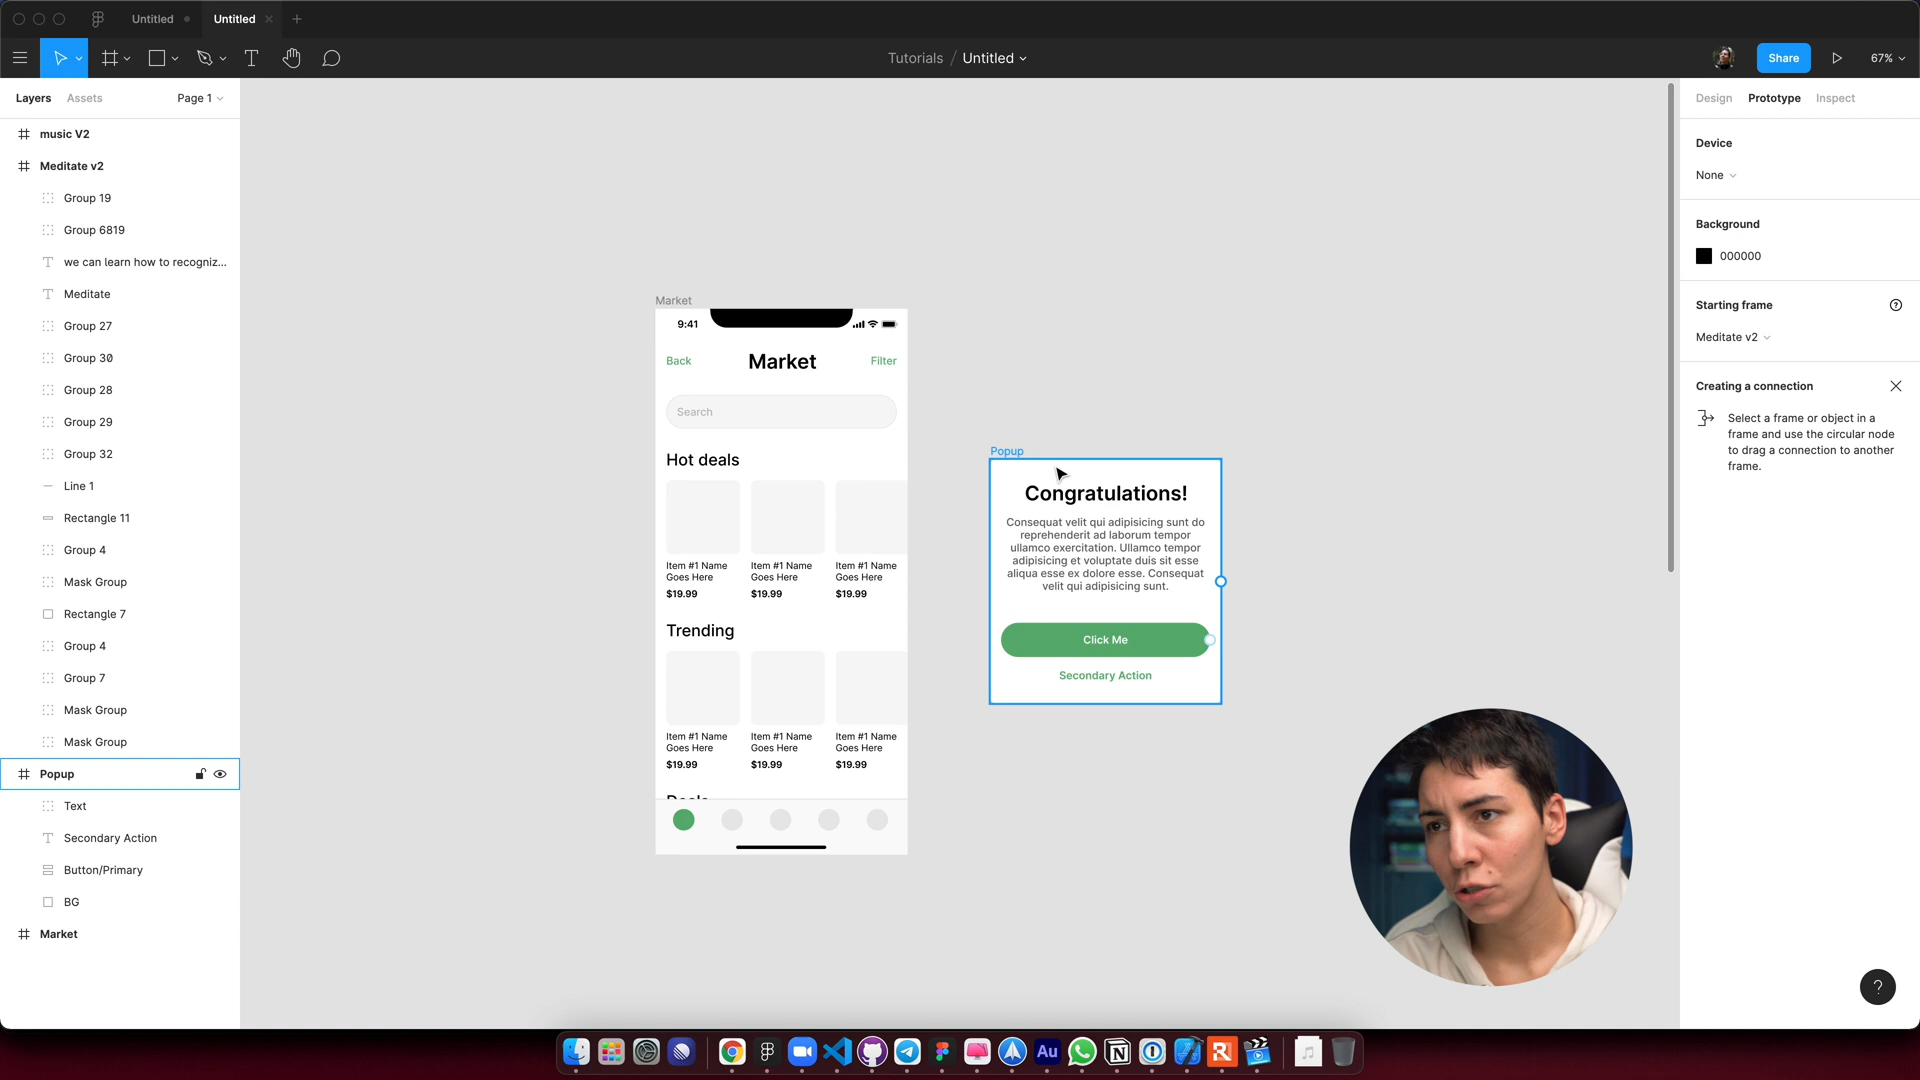 Untitled
Untitled
Tutorials / Untitled
Share
67%
Layers
Assets
Page 1
music V2
Meditate v2
Group 19
Group 6819
we can learn how to recogniz...
Meditate
Group 27
Group 30
Group 28
Group 29
Group 32
Line 1
Rectangle 11
Group 4
Mask Group
Rectangle 7
Group 4
Group 7
Mask Group
Mask Group
Popup
Text
Secondary Action
Button/Primary
BG
Market
Market
9:41
Back
Market
Filter
Search
Hot deals
Item #1 Name
Goes Here
$19.99
Item #1 Name
Goes Here
$19.99
Item #1 Name
Goes Here
$19.99
Trending
Item #1 Name
Goes Here
$19.99
Item #1 Name
Goes Here
$19.99
Item #1 Name
Goes Here
$19.99
Deals
Popup
Congratulations!
Consequat velit qui adipisicing sunt do
reprehenderit ad laborum tempor
ullamco exercitation. Ullamco tempor
adipisicing et voluptate duis sit esse
aliqua esse ex dolore esse. Consequat
velit qui adipisicing sunt.
Click Me
Secondary Action
Design
Prototype
Inspect
Device
None
Background
000000
Starting frame
?
Meditate v2
Creating a connection
Select a frame or object in a
frame and use the circular node
to drag a connection to another
frame.
?
Au